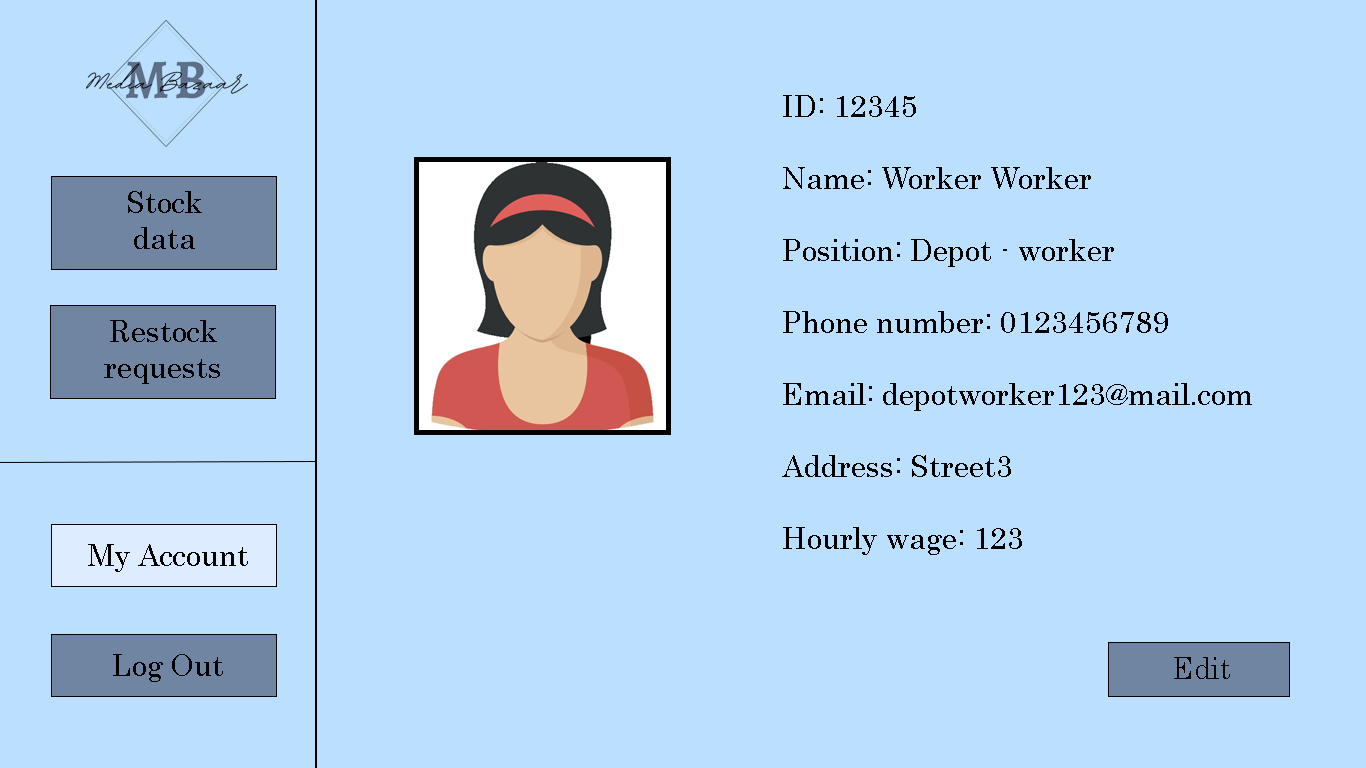 MB
Media Bazaar
Stock
data
Restock
requests
My Account
Log Out
ID: 12345
Name: Worker Worker
Position: Depot - worker
Phone number: 0123456789
Email: depotworker123@mail.com
Address: Street3
Hourly wage: 123
Edit